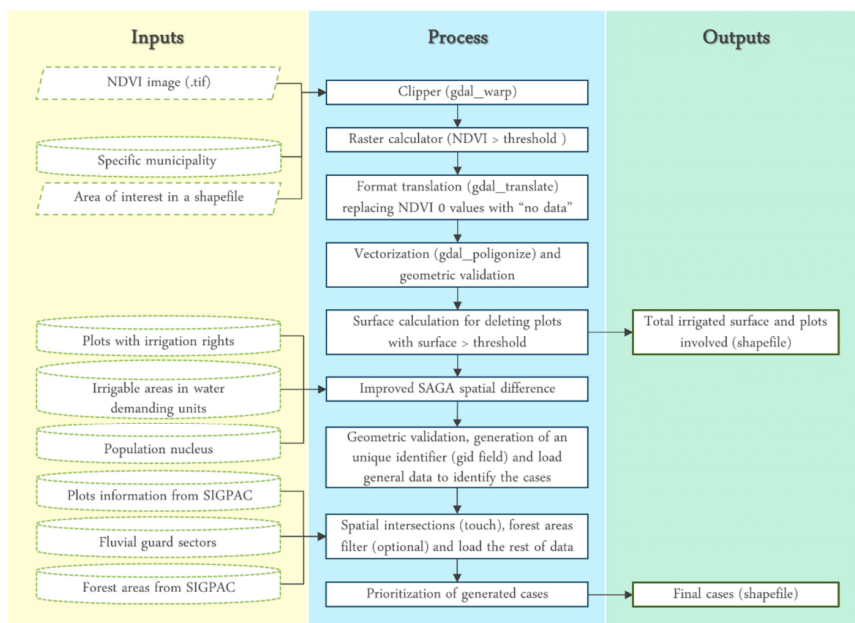 Inputs
Process
Outputs
NDVI image (.tif)
Specific municipality
Area of interest in a shapefile
Clipper (gdal_warp)
Raster calculator (NDVI > threshold )
Format translation (gdal_translate)
replacing NDVI 0 values with “no data”
Vectorization (gdal_poligonize) and
geometric validation
Plots with irrigation rights
Surface calculation for deleting plots
with surface > threshold
Total irrigated surface and plots
involved (shapefile)
Irrigable areas in water
demanding units
Improved SAGA spatial difference
Population nucleus
Geometric validation, generation of an
unique identifier (gid field) and load
general data to identify the cases
Plots information from SIGPAC
Fluvial guard sectors
Forest areas from SIGPAC
Spatial intersections (touch), forest areas
filter (optional) and load the rest of data
Prioritization of generated cases
Final cases (shapefile)